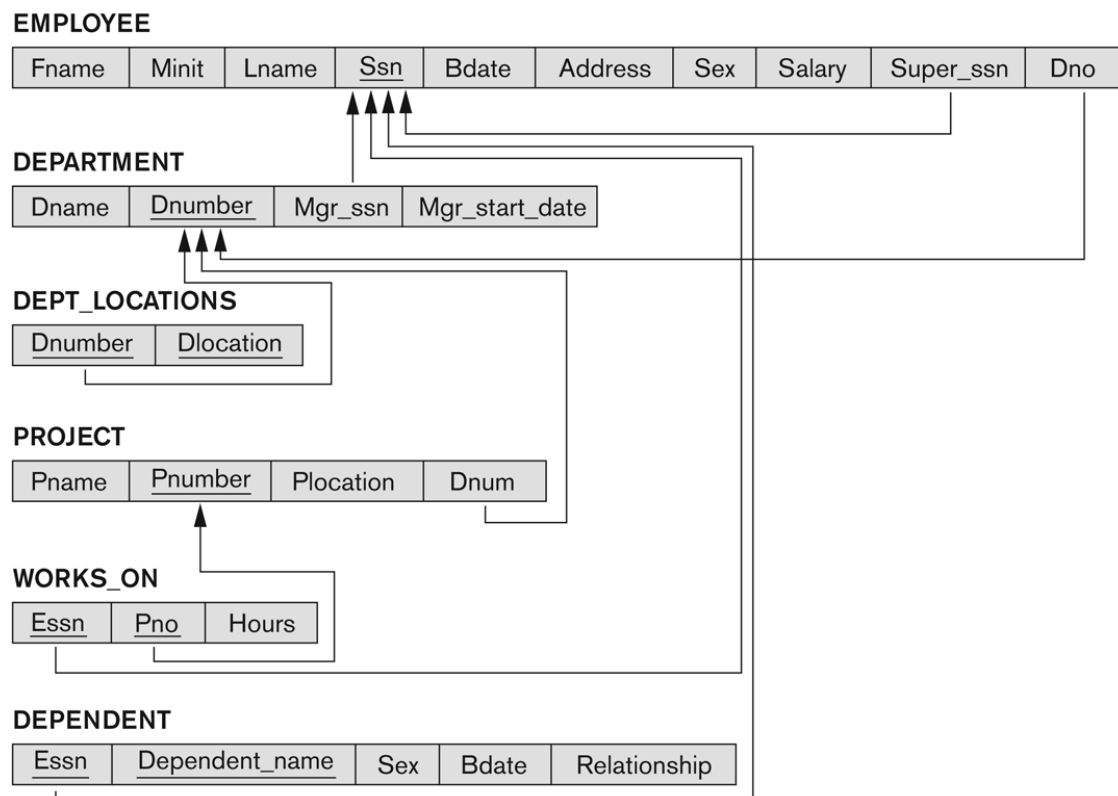 EMPLOYEE
Fname Minit Lname Ssn Bdate Address Sex Salary Super_ssn Dno
DEPARTMENT
Dname Dnumber Mgr_ssn Mgr_start_date
DEPT_LOCATIONS
Dnumber Dlocation
PROJECT
Pname Pnumber Plocation Dnum
WORKS_ON
Essn Pno Hours
DEPENDENT
Essn Dependent_name Sex Bdate Relationship